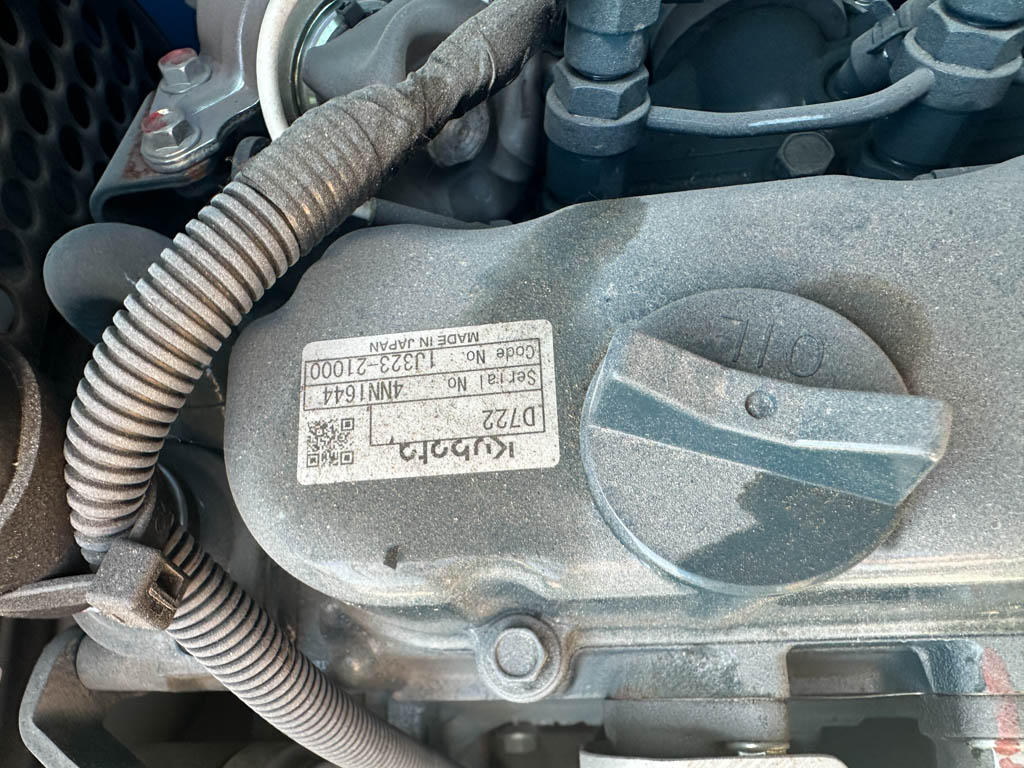 Kubota
D722
Serial No. 4NN1644
Code No. 1J323-21000
MADE IN JAPAN
OIL